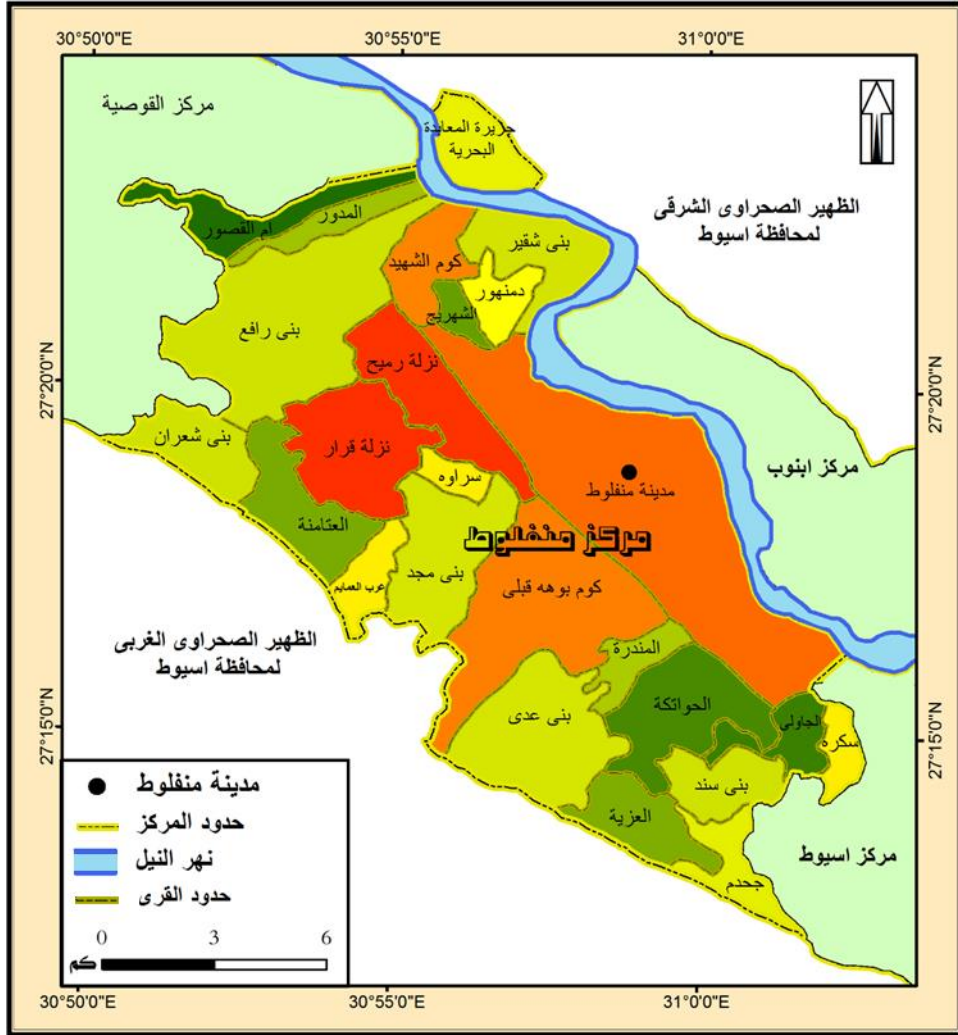 30°50'0"E
30°55'0"E
31°0'0"E
مركز القوصية
جزيرة المعابدة
البحرية
الظهير الصحراوى الشرقى
لمحافظة اسيوط
المدور
ام القصور
بنى شقير
كوم الشهيد
دمنهور
الشهريج
بنى رافع
27°20'0"N
27°20'0"N
نزلة رميح
بنى شعران
نزلة قرار
سراوه
مدينة منفلوط
مركز ابنوب
العتامنة
مركز منفلوط
بنى مجد
عرب العمايم
كوم بوهه قبلى
الظهير الصحراوى الغربى
لمحافظة اسيوط
المندرة
الحواتكة
بنى عدى
الجاولى
سكره
27°15'0"N
27°15'0"N
بنى سند
العزية
جحدم
مركز اسيوط
مدينة منفلوط
حدود المركز
نهر النيل
حدود القرى
0 3 6
كم
30°50'0"E
30°55'0"E
31°0'0"E